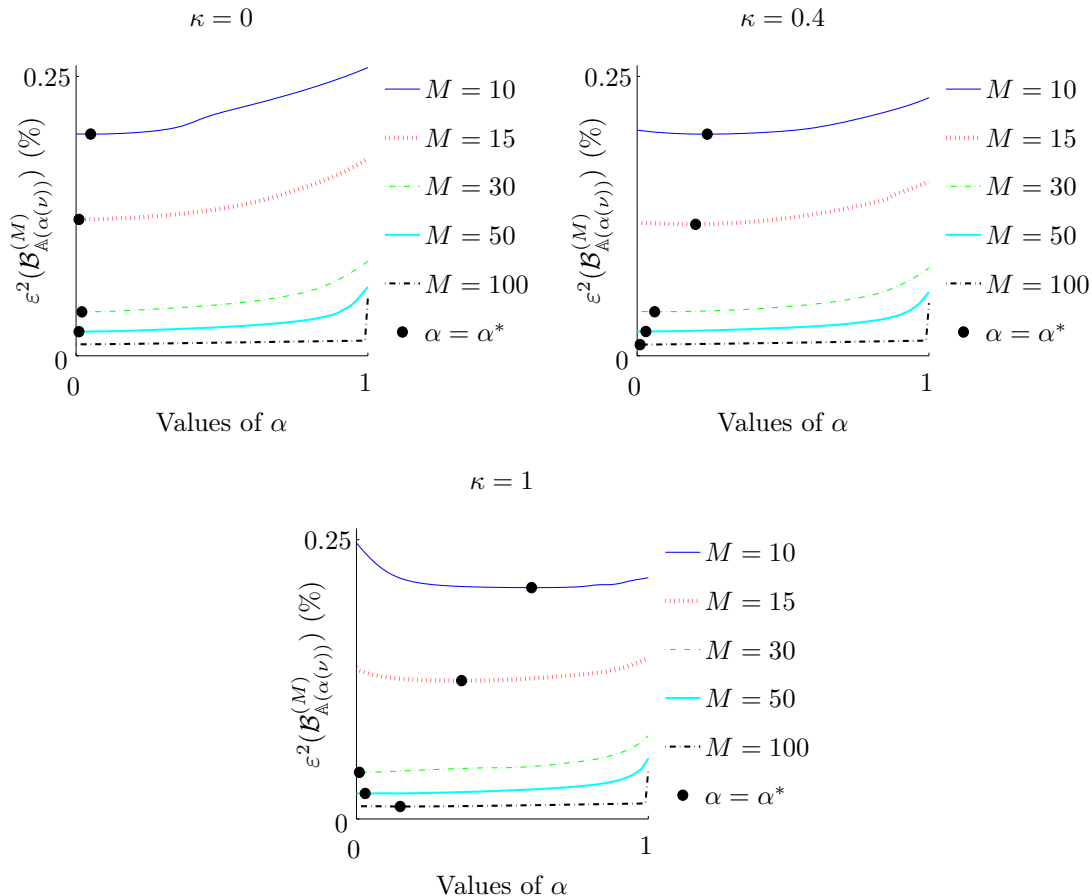 κ = 0
0.25
0
0
1
Values of α
ε²(𝓑^{(M)}_{𝔸(α(ν))}) (%)
M = 10
M = 15
M = 30
M = 50
M = 100
α = α*
κ = 0.4
0.25
0
0
1
Values of α
ε²(𝓑^{(M)}_{𝔸(α(ν))}) (%)
M = 10
M = 15
M = 30
M = 50
M = 100
α = α*
κ = 1
0.25
0
0
1
Values of α
ε²(𝓑^{(M)}_{𝔸(α(ν))}) (%)
M = 10
M = 15
M = 30
M = 50
M = 100
α = α*